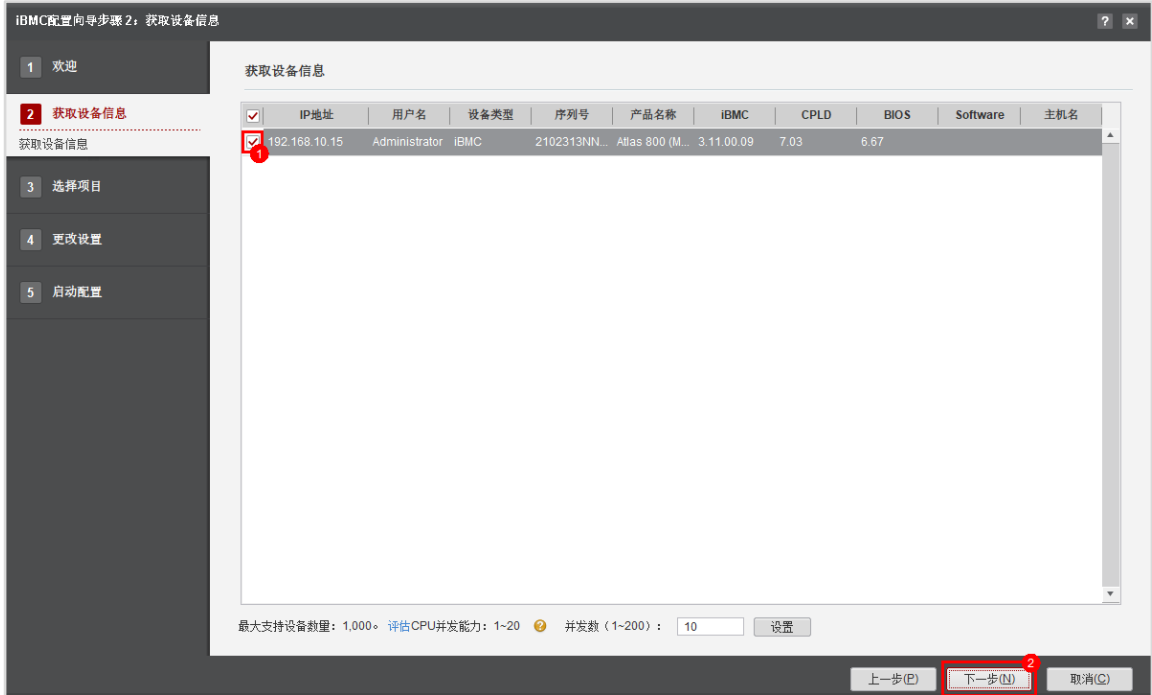 iBMC配置向导步骤 2：获取设备信息
? ×
1 欢迎
2 获取设备信息
获取设备信息
3 选择项目
4 更改设置
5 启动配置
获取设备信息
IP地址 用户名 设备类型 序列号 产品名称 iBMC CPLD BIOS Software 主机名
192.168.10.15 Administrator iBMC 2102313NN... Atlas 800 (M... 3.11.00.09 7.03 6.67
1
最大支持设备数量：1,000。 评估CPU并发能力：1~20 ? 并发数（1~200）： 10 设置
2
上一步(P) 下一步(N) 取消(C)